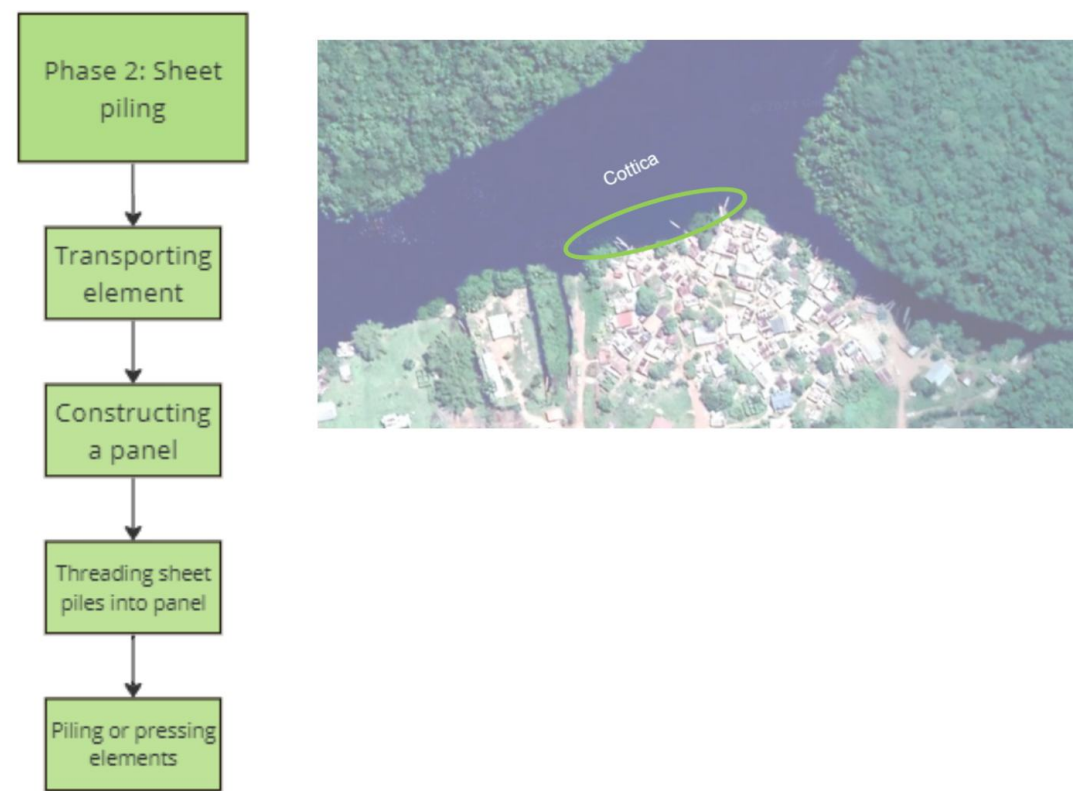 Phase 2: Sheet
piling
Transporting
element
Constructing
a panel
Threading sheet
piles into panel
Piling or pressing
elements
Cottica